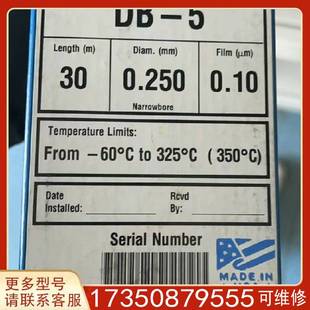 DB-5
Length (m) Diam. (mm) Film (μm)
30 0.250 0.10
Narrowbore
Temperature Limits:
From -60°C to 325°C (350°C)
Date Rcvd
Installed: By:
Serial Number
MADE IN
更多型号
请联系客服
17350879555 可维修